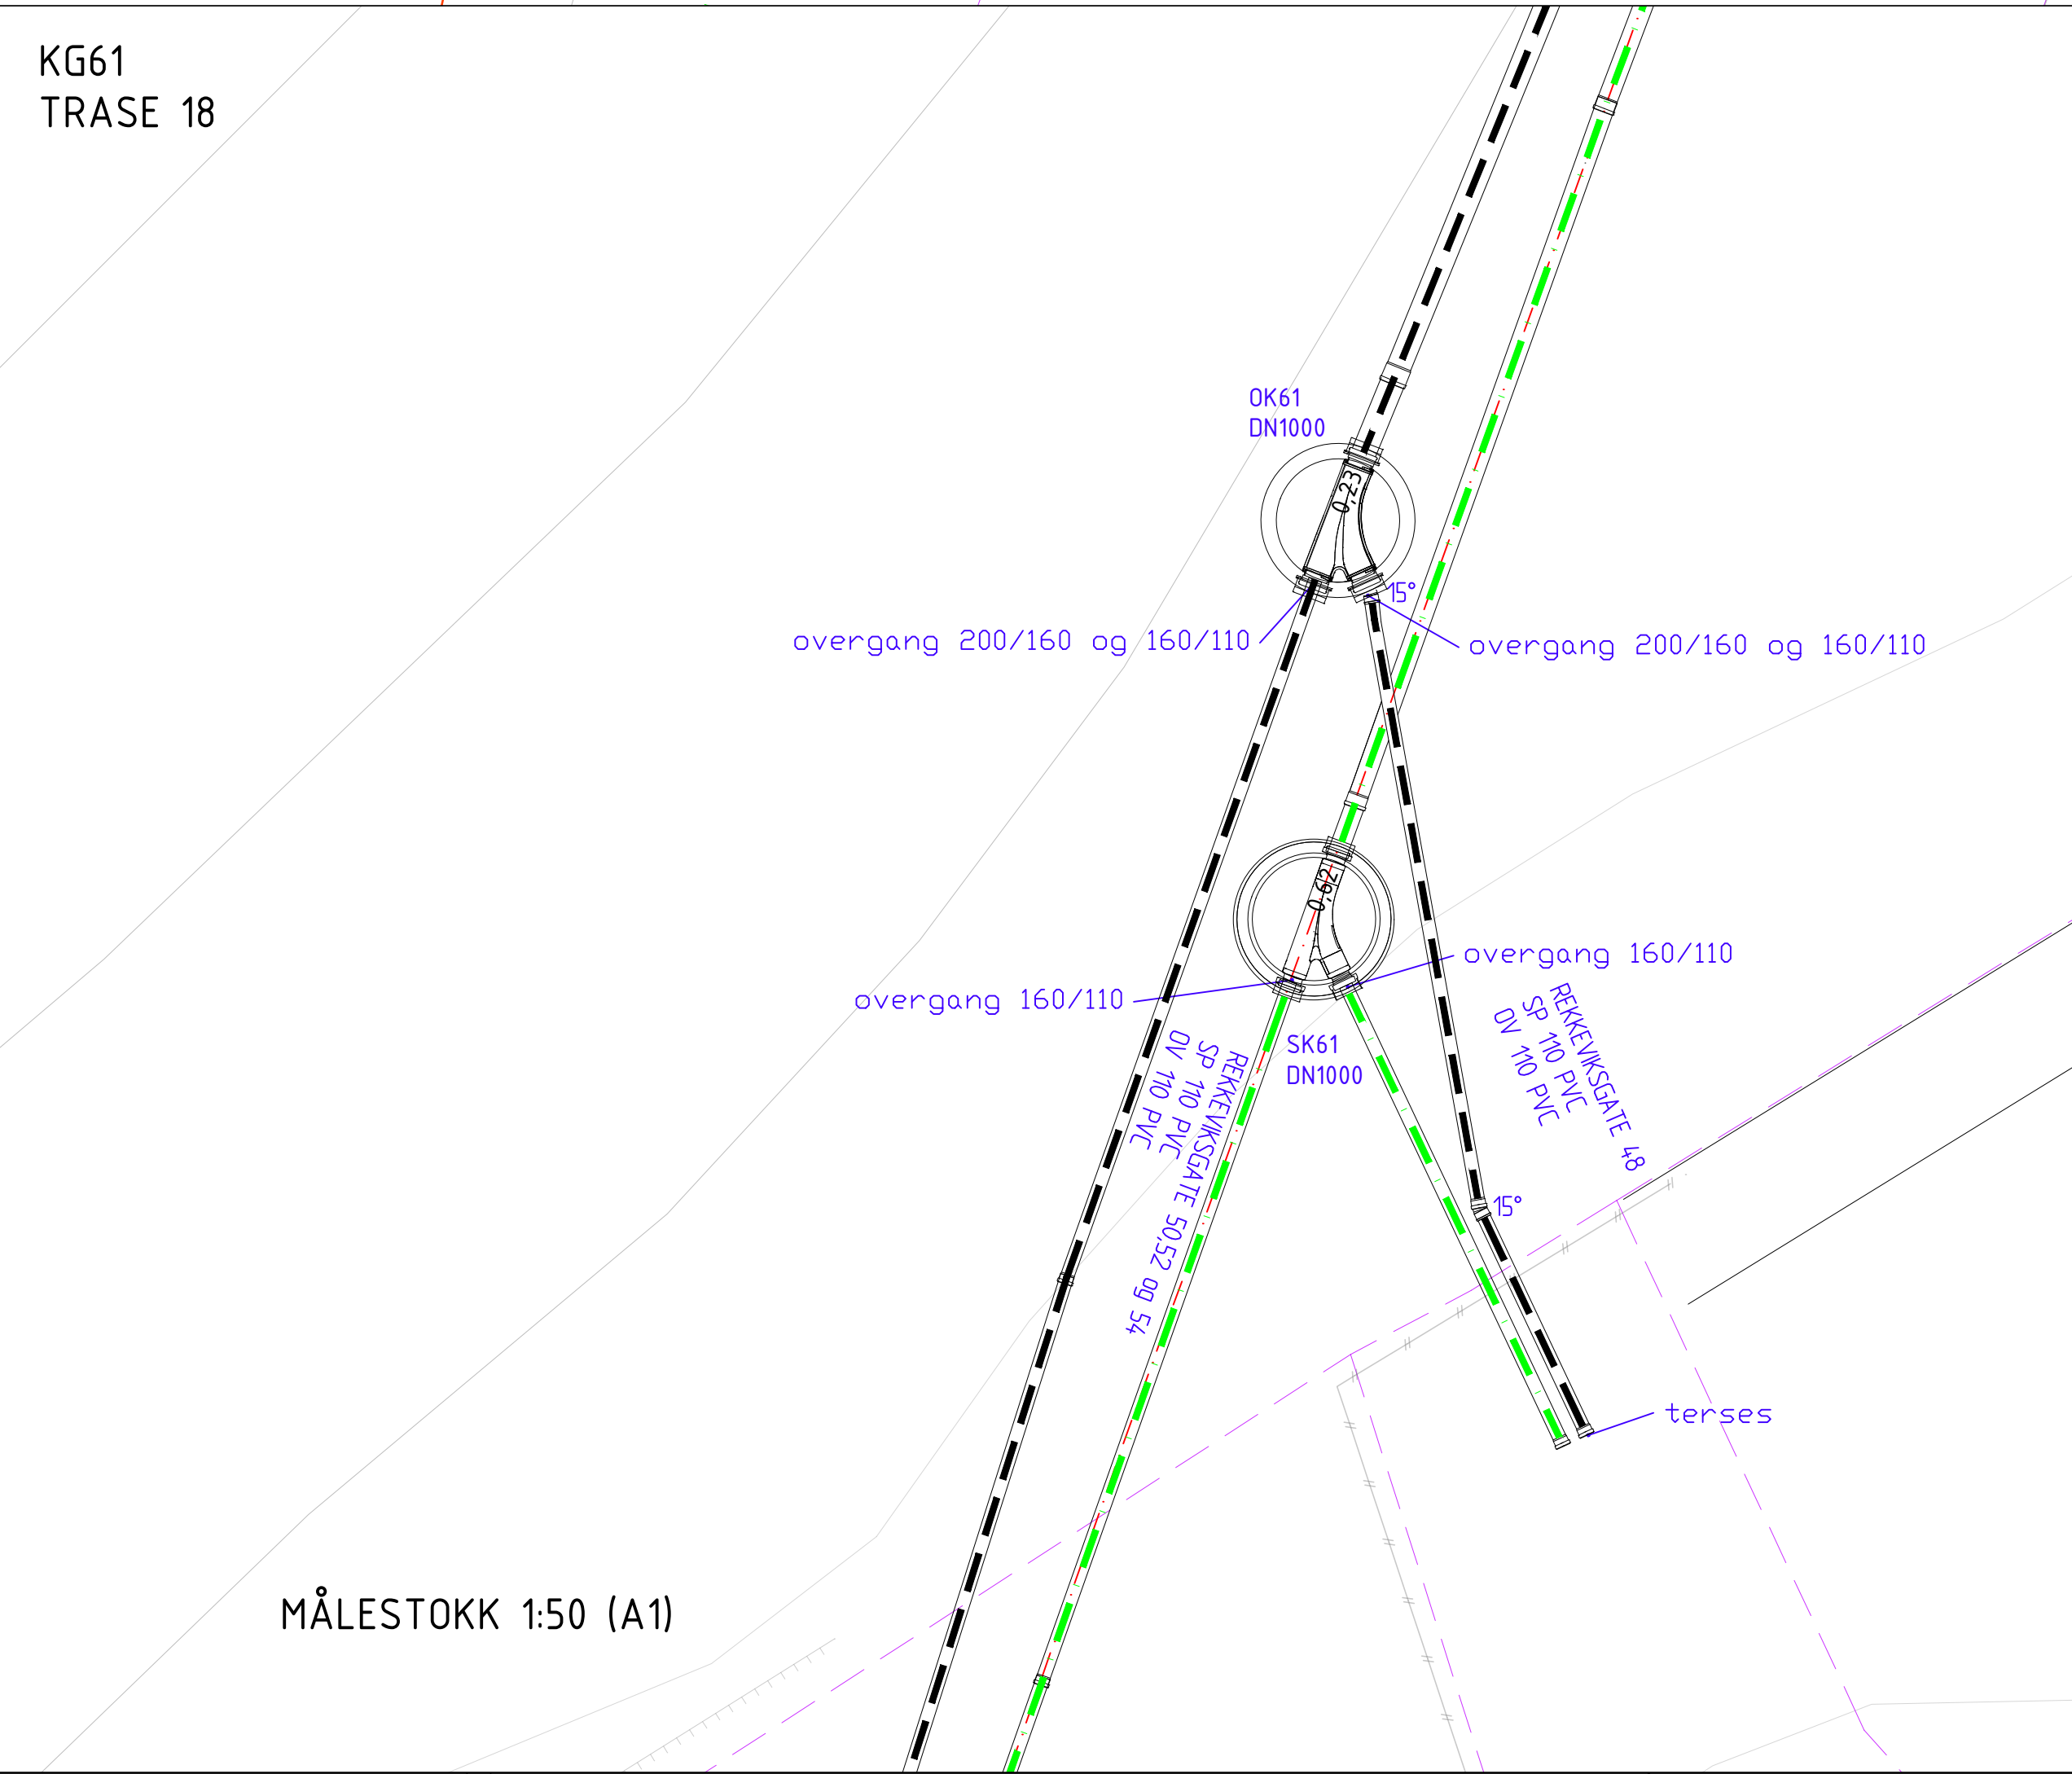 KG61
TRASE 18
OK61
DN1000
0,23
15°
overgang 200/160 og 160/110
overgang 200/160 og 160/110
0,62
overgang 160/110
overgang 160/110
SK61
DN1000
REKKEVIKSGATE 48
SP 110 PVC
OV 110 PVC
REKKEVIKSGATE 50,52 og 54
SP 110 PVC
OV 110 PVC
15°
terses
MÅLESTOKK 1:50 (A1)